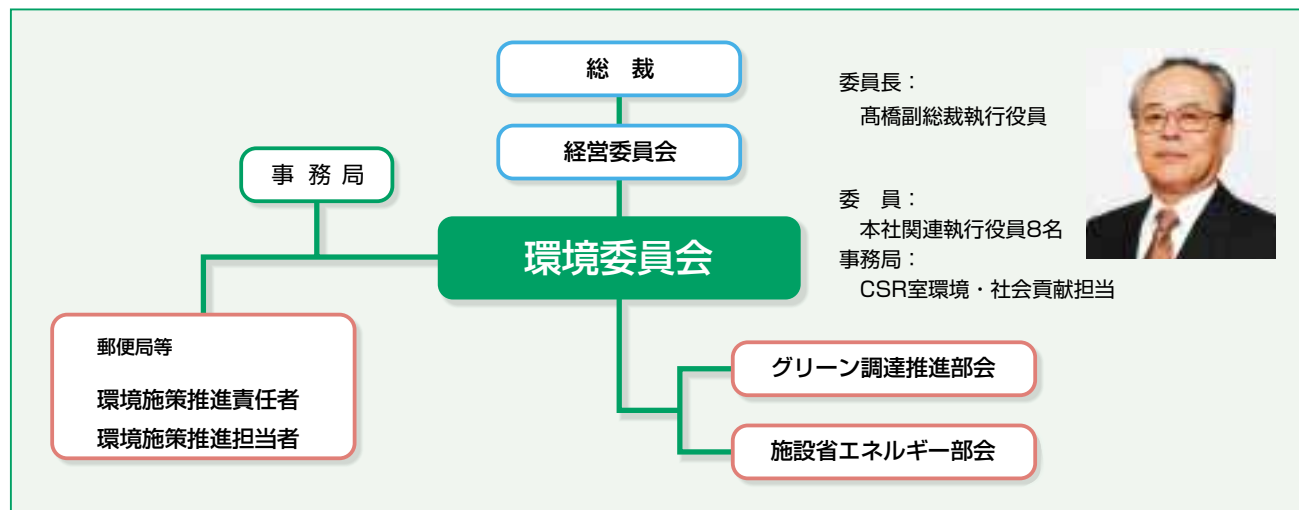 総 裁
経営委員会
事 務 局
環境委員会
郵便局等
環境施策推進責任者
環境施策推進担当者
グリーン調達推進部会
施設省エネルギー部会
委員長：
髙橋副総裁執行役員
委 員：
本社関連執行役員8名
事務局：
CSR室環境・社会貢献担当